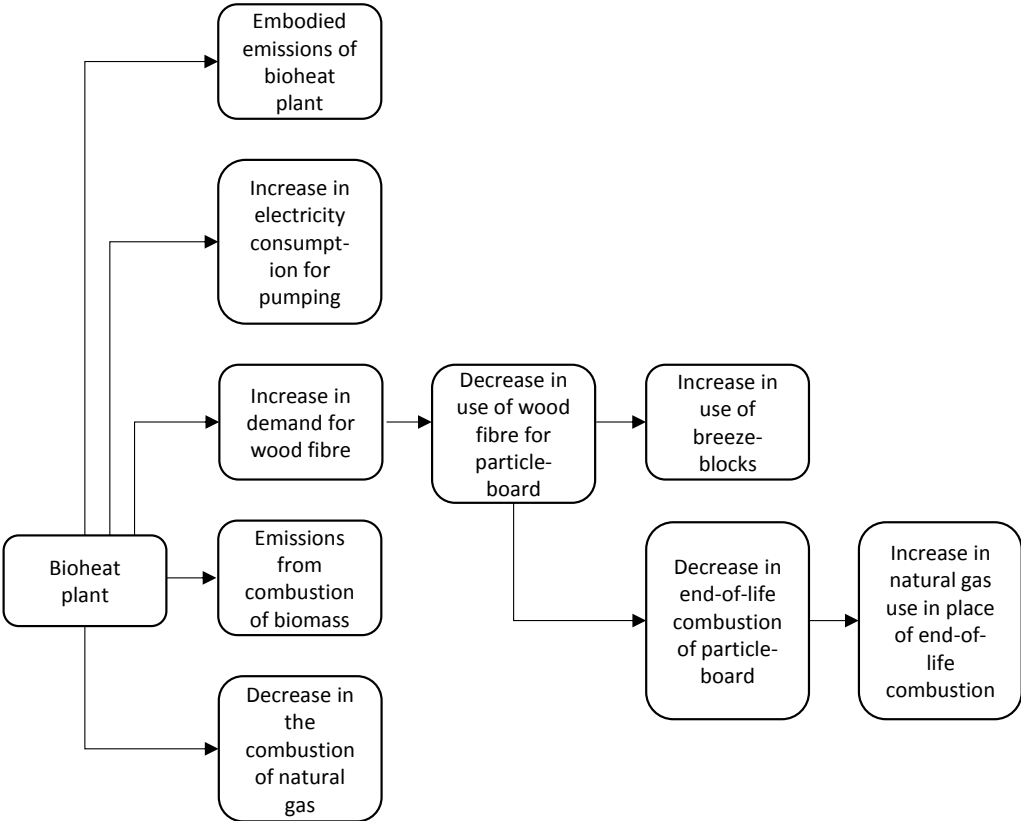 Embodied
emissions of
bioheat
plant
Increase in
electricity
consumpt-
ion for
pumping
Increase in
demand for
wood fibre
Decrease in
use of wood
fibre for
particle-
board
Increase in
use of
breeze-
blocks
Bioheat
plant
Emissions
from
combustion
of biomass
Decrease in
end-of-life
combustion
of particle-
board
Increase in
natural gas
use in place
of end-of-
life
combustion
Decrease in
the
combustion
of natural
gas